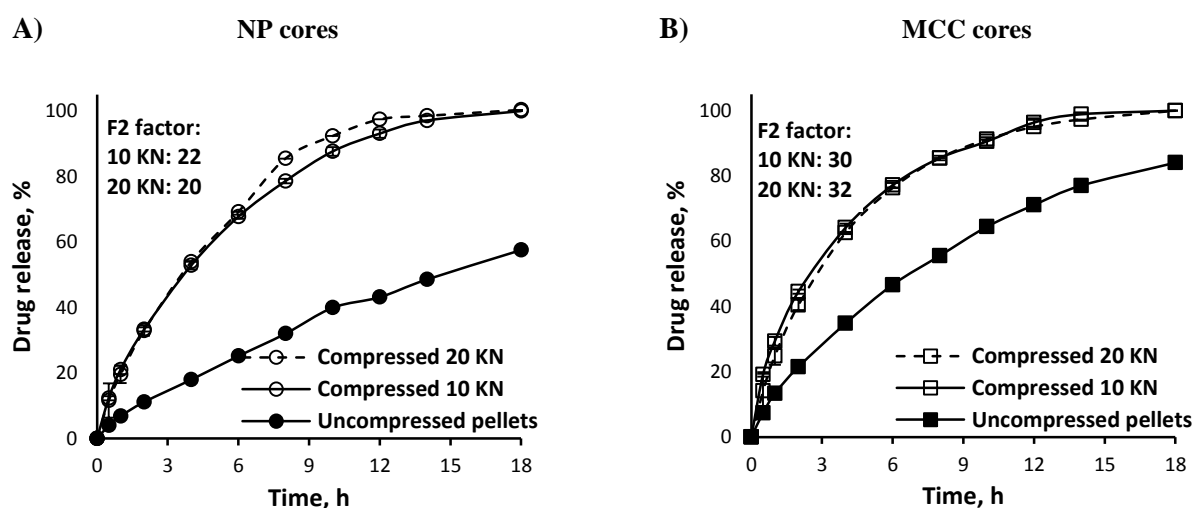 A) NP cores
F2 factor:
10 KN: 22
20 KN: 20
Drug release, %
100
80
60
40
20
0
Compressed 20 KN
Compressed 10 KN
Uncompressed pellets
0 3 6 9 12 15 18
Time, h
B) MCC cores
F2 factor:
10 KN: 30
20 KN: 32
Drug release, %
100
80
60
40
20
0
Compressed 20 KN
Compressed 10 KN
Uncompressed pellets
0 3 6 9 12 15 18
Time, h